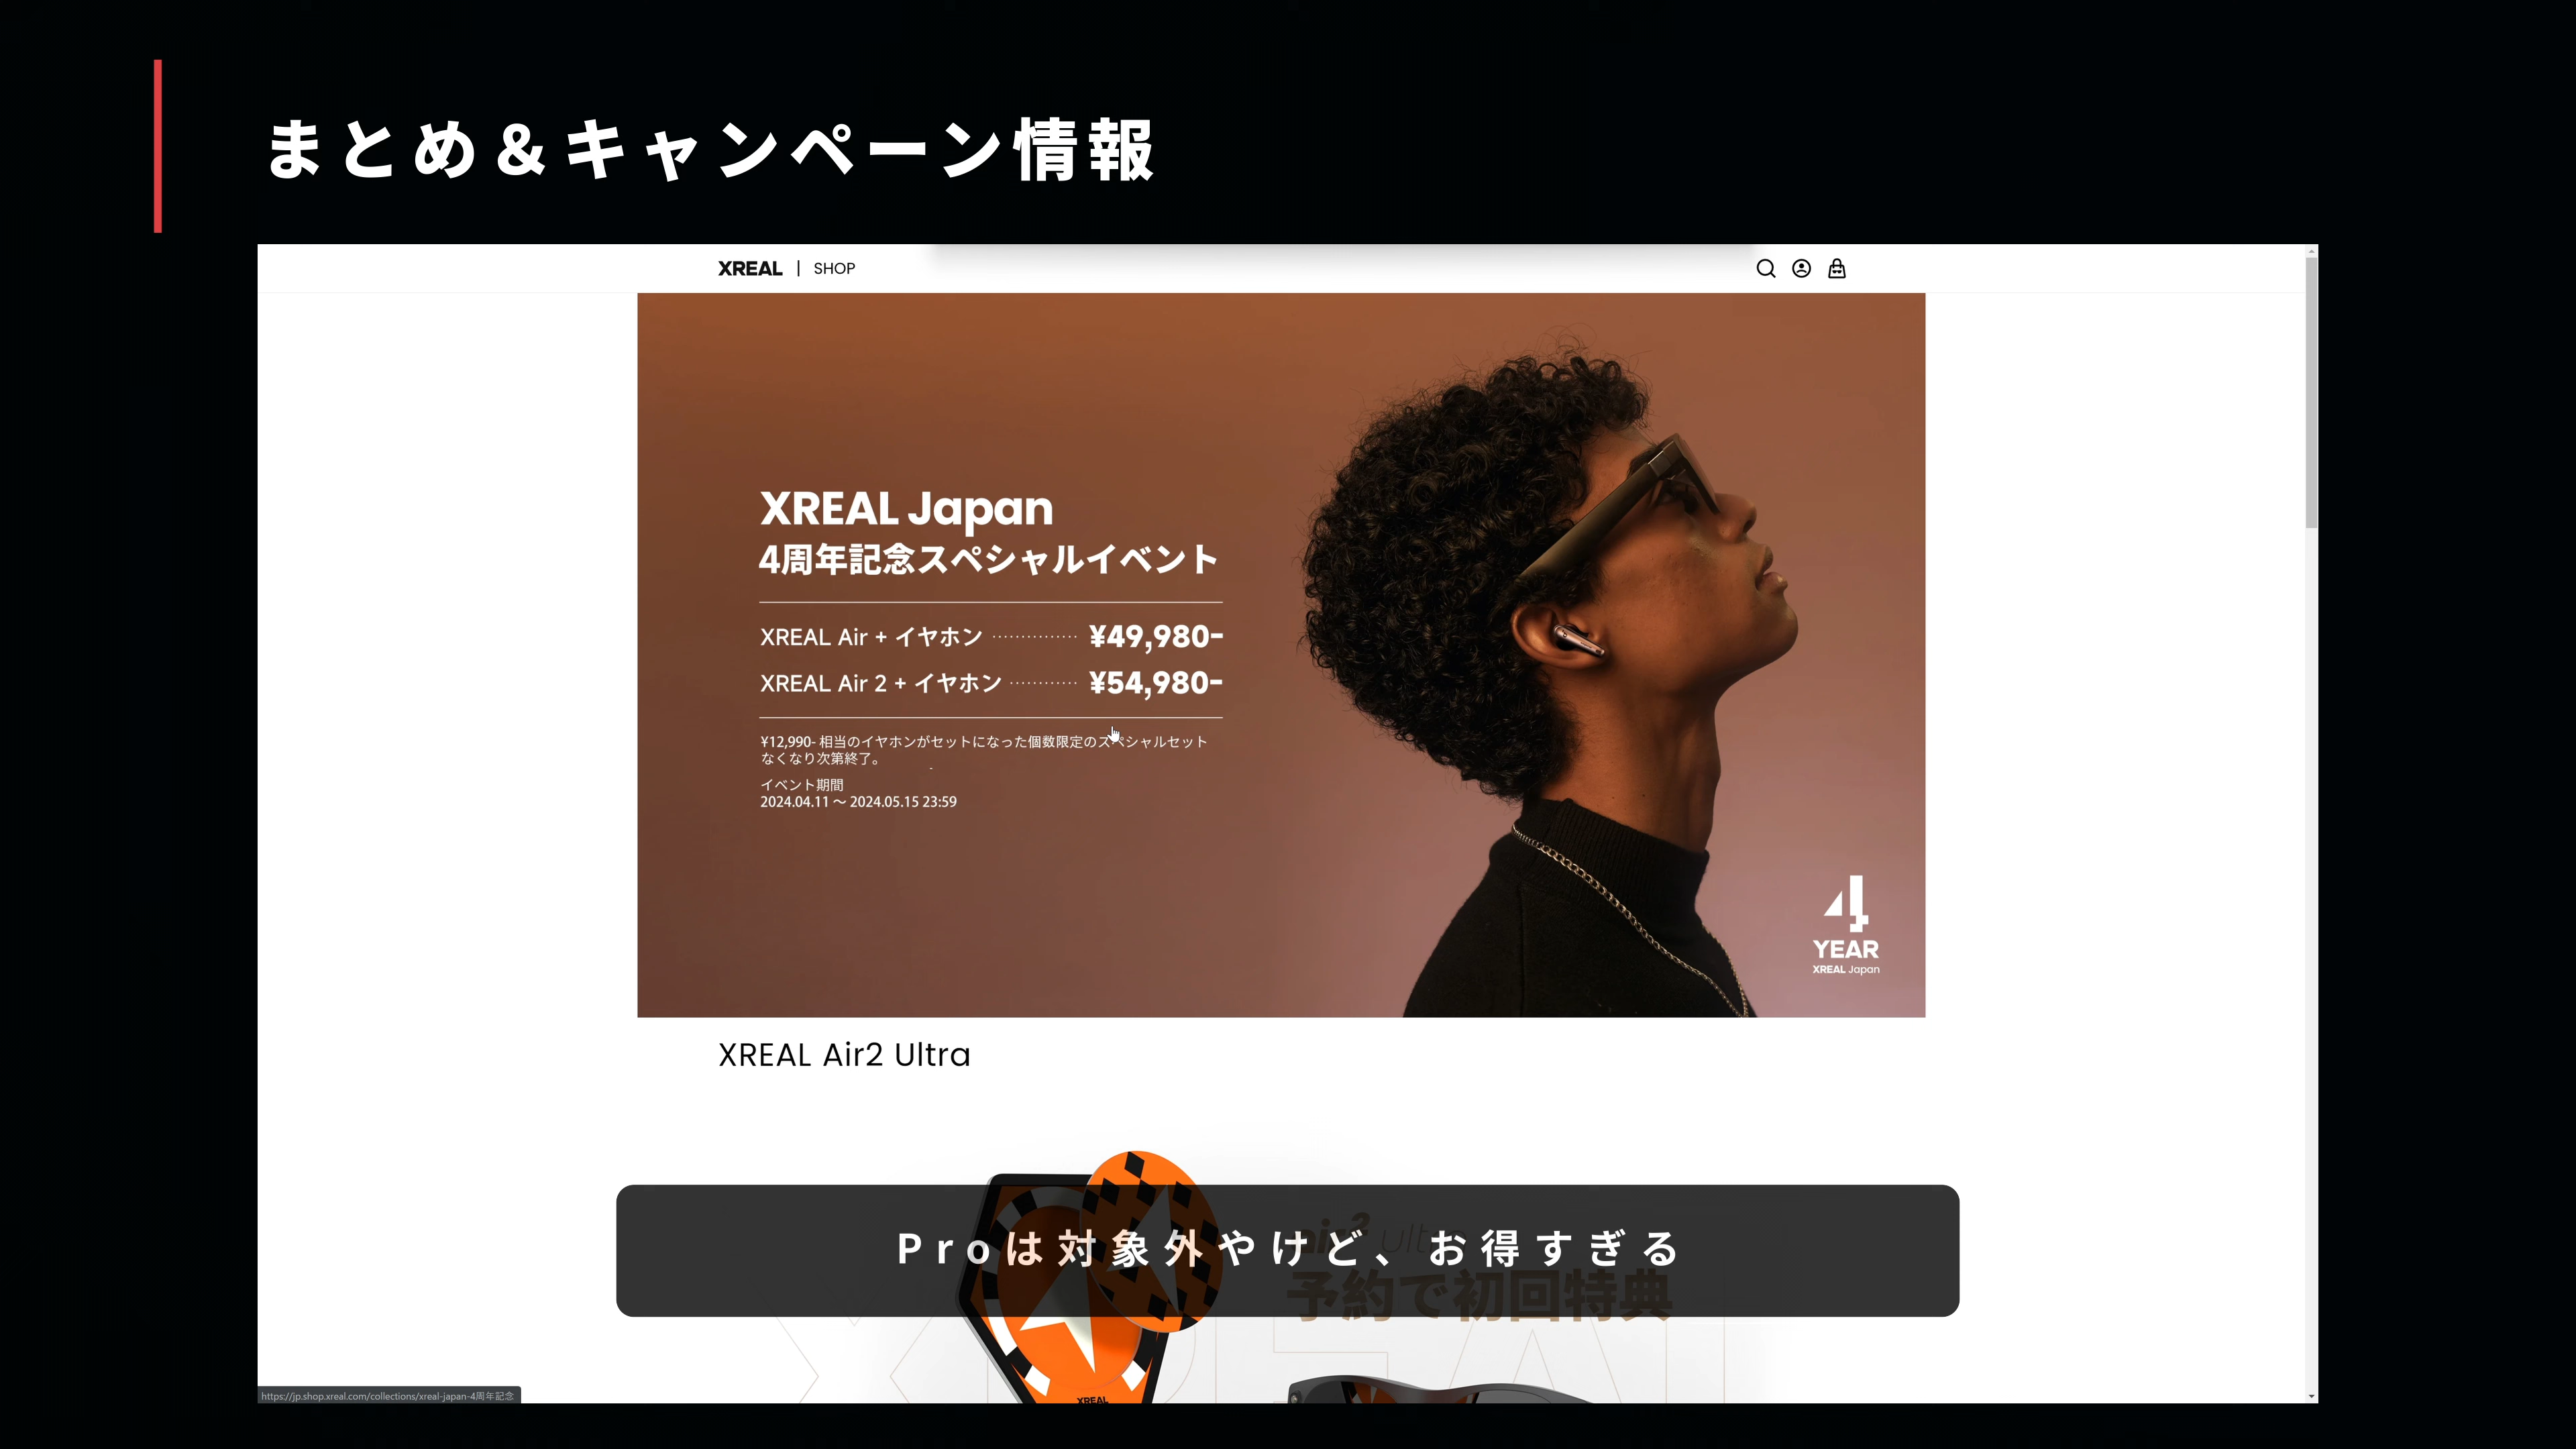 まとめ&キャンペーン情報
XREAL | SHOP
XREAL Japan
4周年記念スペシャルイベント
XREAL Air + イヤホン ¥49,980-
XREAL Air 2 + イヤホン ¥54,980-
¥12,990- 相当のイヤホンがセットになった個数限定のスペシャルセット
なくなり次第終了。
イベント期間
2024.04.11 〜 2024.05.15 23:59
4
YEAR
XREAL Japan
XREAL Air2 Ultra
air² Ultra
Proは対象外やけど、お得すぎる
予約で初回特典
XREAL
XREAL
https://jp.shop.xreal.com/collections/xreal-japan-4周年記念